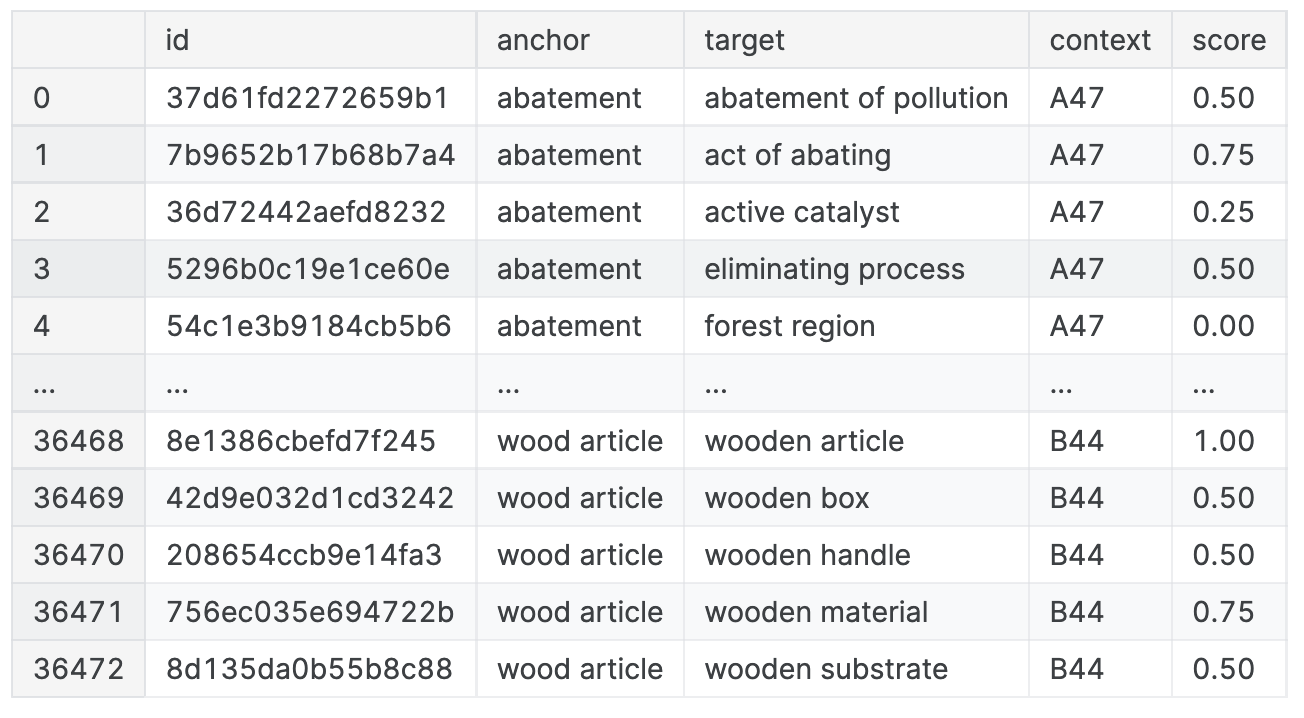 id anchor target context score
0 37d61fd2272659b1 abatement abatement of pollution A47 0.50
1 7b9652b17b68b7a4 abatement act of abating A47 0.75
2 36d72442aefd8232 abatement active catalyst A47 0.25
3 5296b0c19e1ce60e abatement eliminating process A47 0.50
4 54c1e3b9184cb5b6 abatement forest region A47 0.00
... ... ... ... ... ...
36468 8e1386cbefd7f245 wood article wooden article B44 1.00
36469 42d9e032d1cd3242 wood article wooden box B44 0.50
36470 208654ccb9e14fa3 wood article wooden handle B44 0.50
36471 756ec035e694722b wood article wooden material B44 0.75
36472 8d135da0b55b8c88 wood article wooden substrate B44 0.50